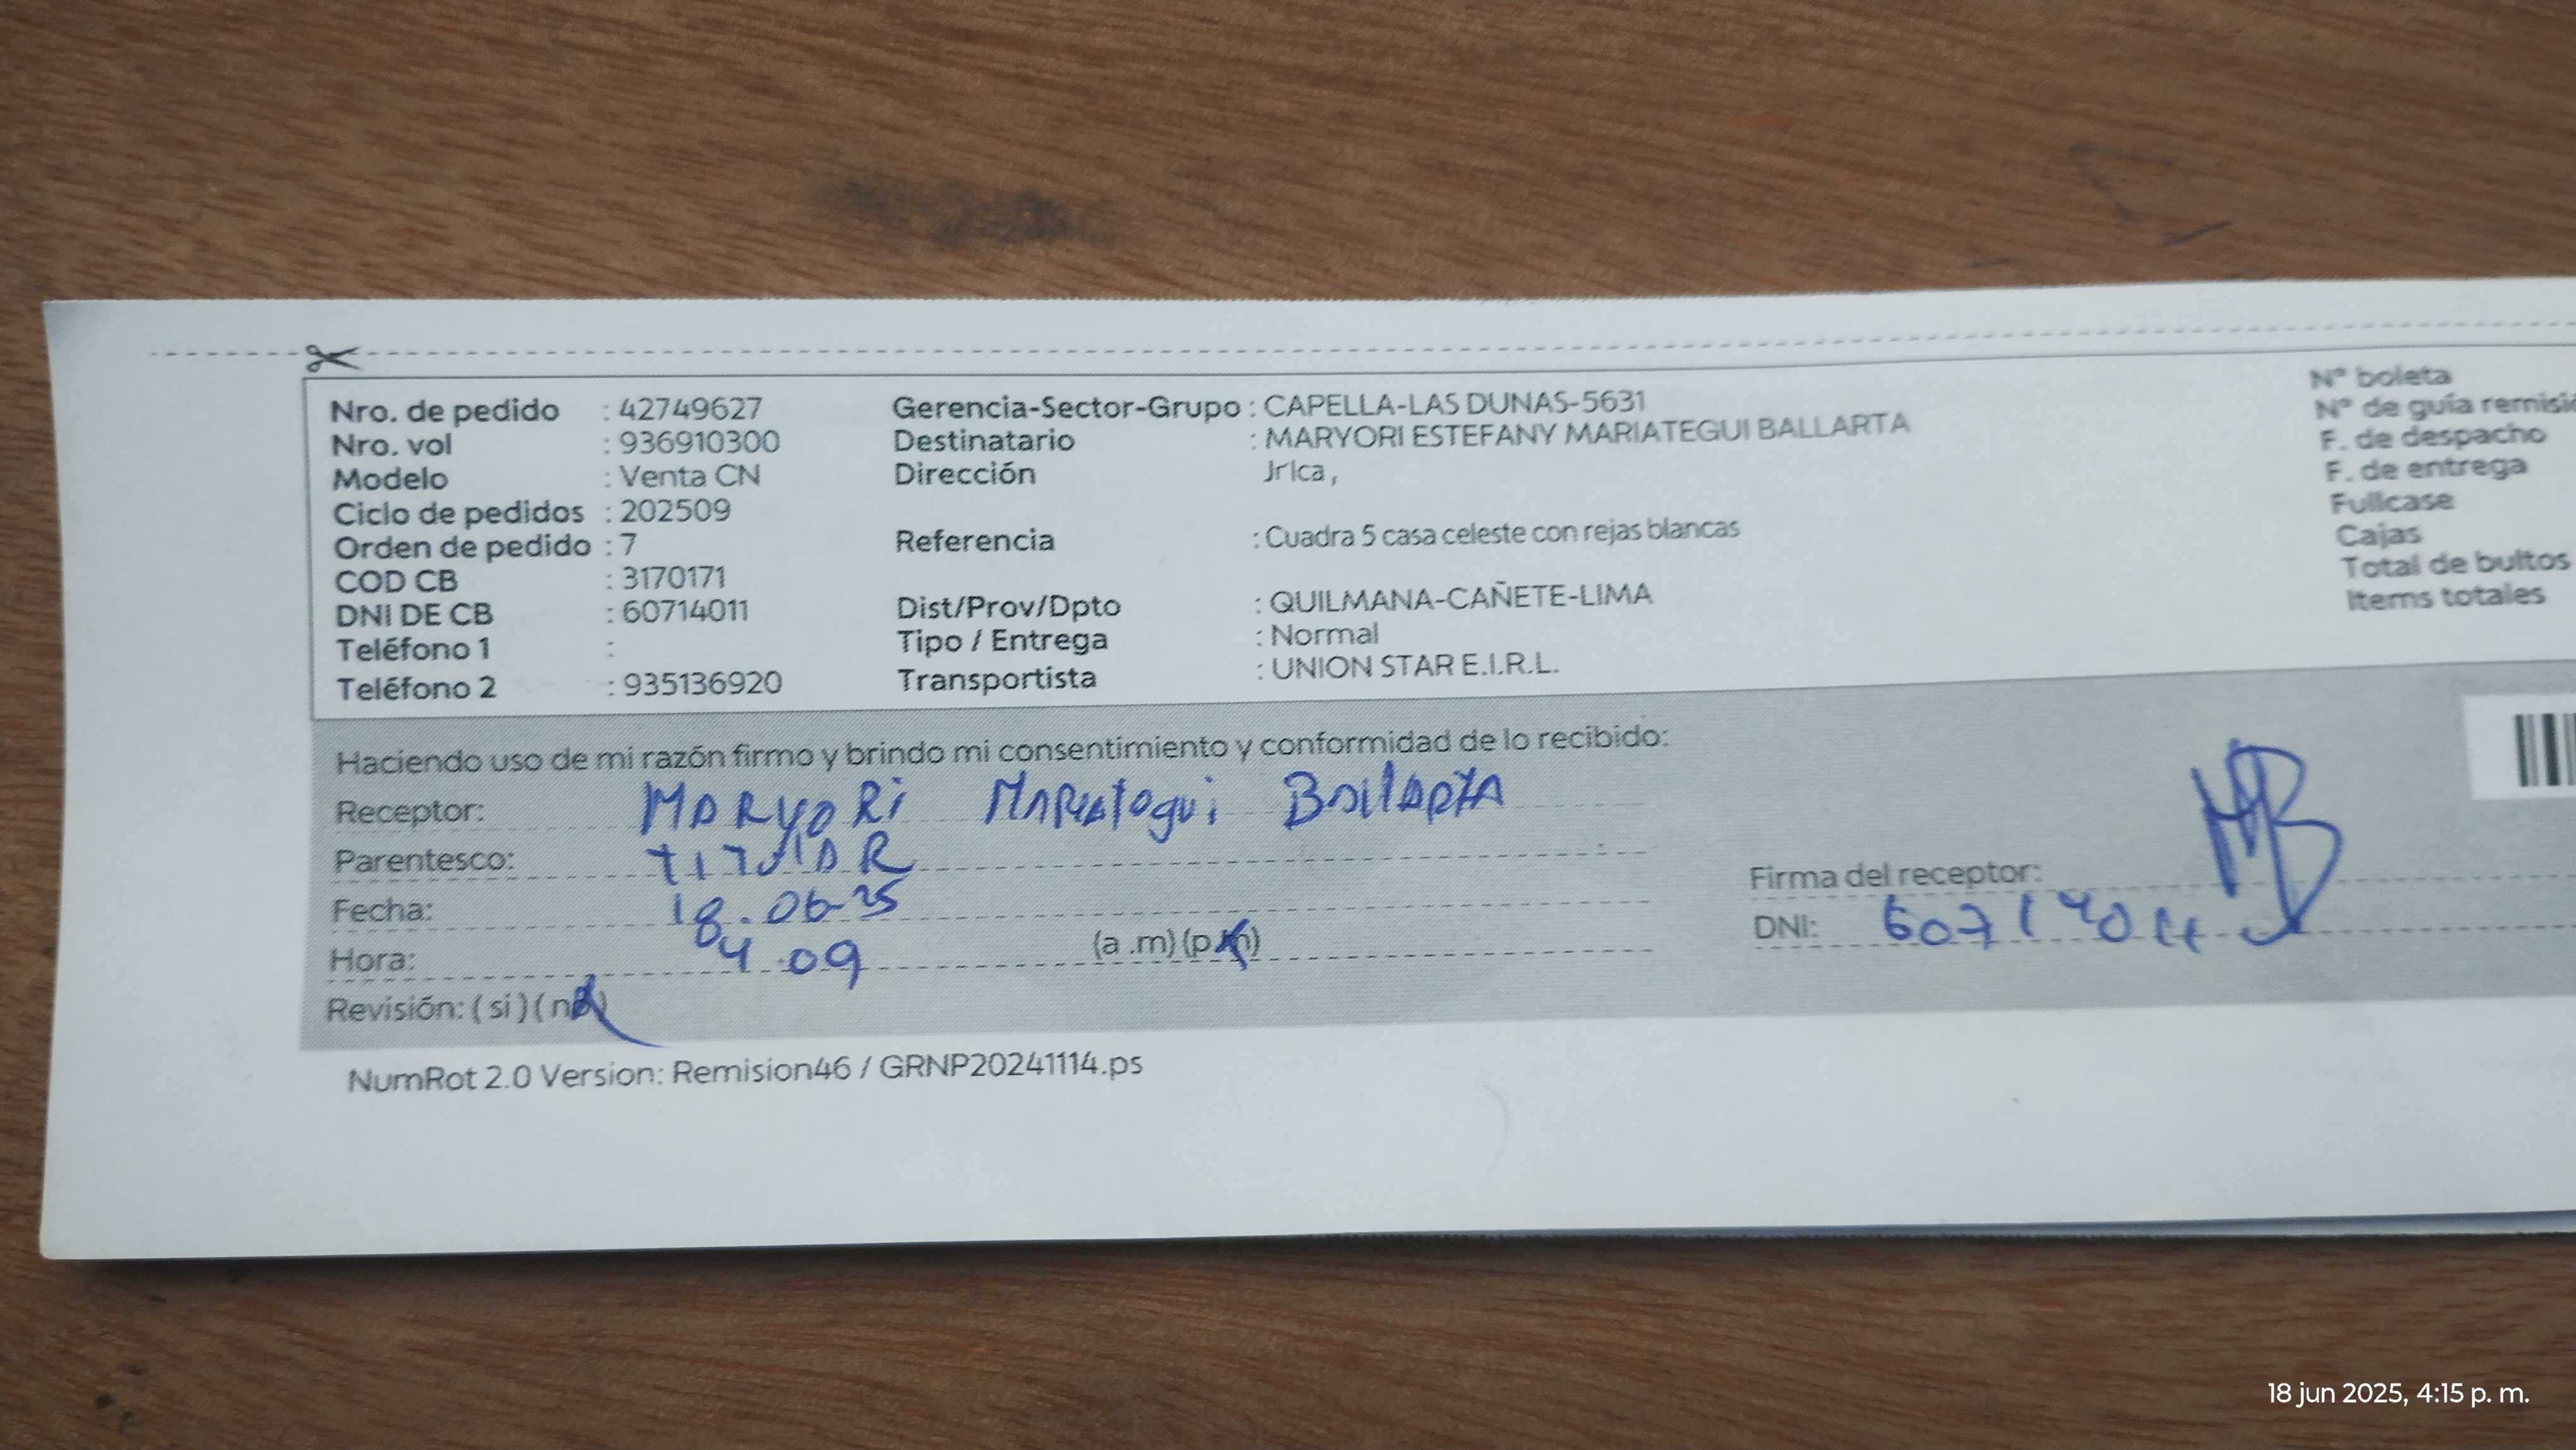 Nro. de pedido : 42749627
Nro. vol : 936910300
Modelo : Venta CN
Ciclo de pedidos : 202509
Orden de pedido : 7
COD CB : 3170171
DNI DE CB : 60714011
Teléfono 1 :
Teléfono 2 : 935136920
Gerencia-Sector-Grupo : CAPELLA-LAS DUNAS-5631
Destinatario : MARYORI ESTEFANY MARIATEGUI BALLARTA
Dirección JrIca ,
Referencia : Cuadra 5 casa celeste con rejas blancas
Dist/Prov/Dpto : QUILMANA-CAÑETE-LIMA
Tipo / Entrega : Normal
Transportista : UNION STAR E.I.R.L.
N° boleta
N° de guía remisi
F. de despacho
F. de entrega
Fullcase
Cajas
Total de bultos
Items totales
Haciendo uso de mi razón firmo y brindo mi consentimiento y conformidad de lo recibido:
Receptor: MARYORi MARiategui BallARtA
Parentesco: TITULAR
Fecha: 18.06-25
Hora: 4.09 (a .m) (p.m)
Revisión: ( si ) ( no )
Firma del receptor: MB
DNI: 60714011
NumRot 2.0 Version: Remision46 / GRNP20241114.ps
18 jun 2025, 4:15 p. m.